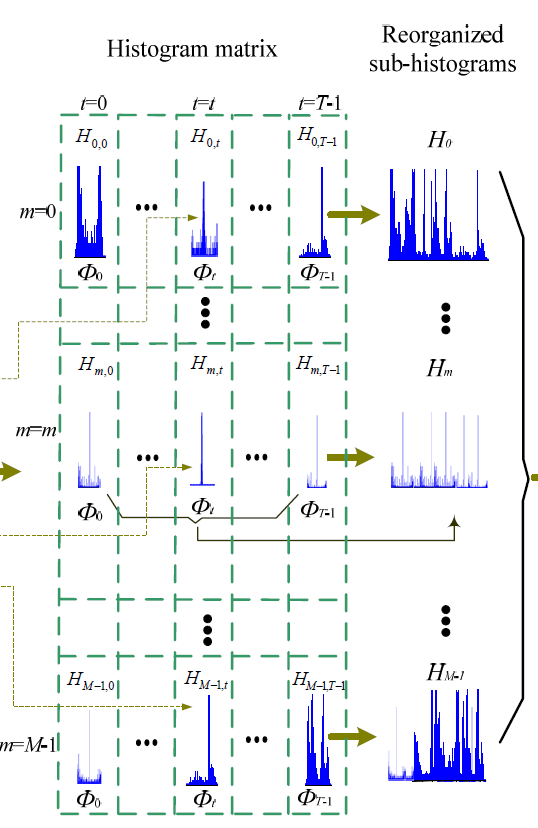 Histogram matrix
Reorganized
sub-histograms
t=0
t=t
t=T-1
H0,0
H0,t
H0,T−1
H0
m=0
Φ0
Φt
ΦT-1
Hm,0
Hm,t
Hm,T−1
Hm
m=m
Φ0
Φt
ΦT-1
HM−1,0
HM−1,t
HM−1,T−1
HM-1
m=M-1
Φ0
Φt
ΦT-1